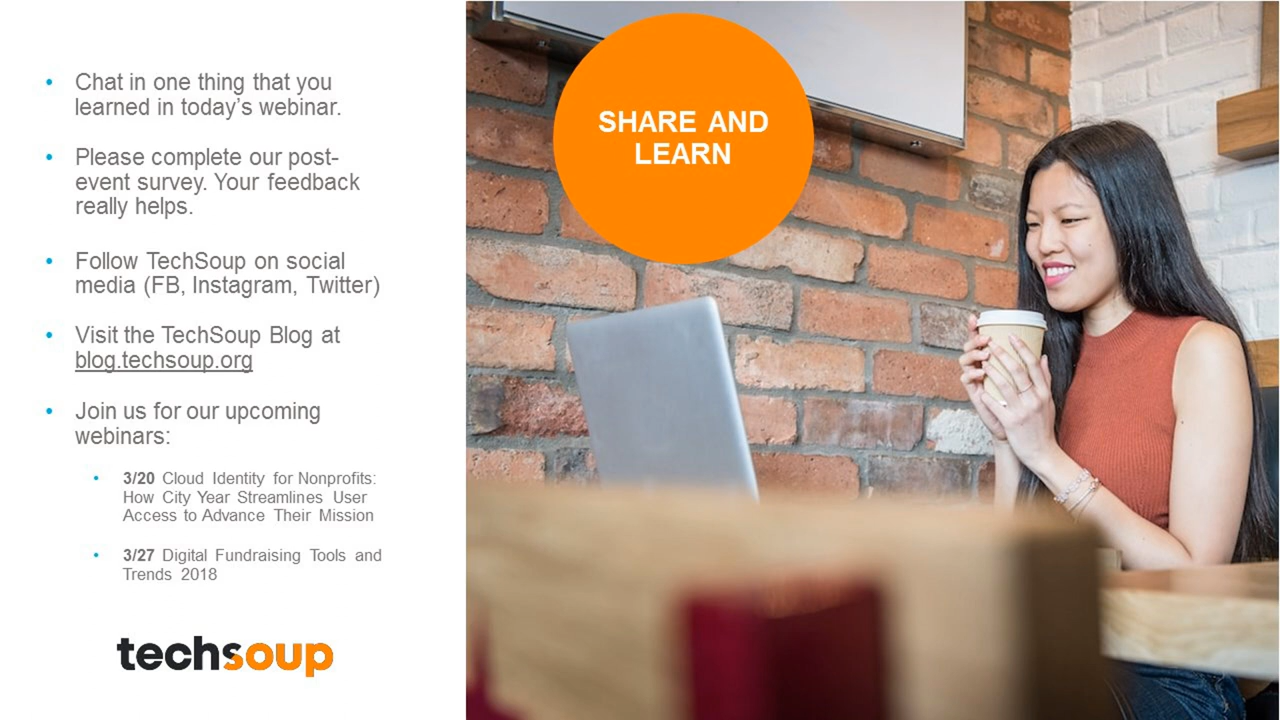 • Chat in one thing that you
learned in today's webinar.
• Please complete our post-
event survey. Your feedback
really helps.
• Follow TechSoup on social
media (FB, Instagram, Twitter)
• Visit the TechSoup Blog at
blog.techsoup.org
• Join us for our upcoming
webinars:
• 3/20 Cloud Identity for Nonprofits:
How City Year Streamlines User
Access to Advance Their Mission
• 3/27 Digital Fundraising Tools and
Trends 2018
techsoup
SHARE AND
LEARN